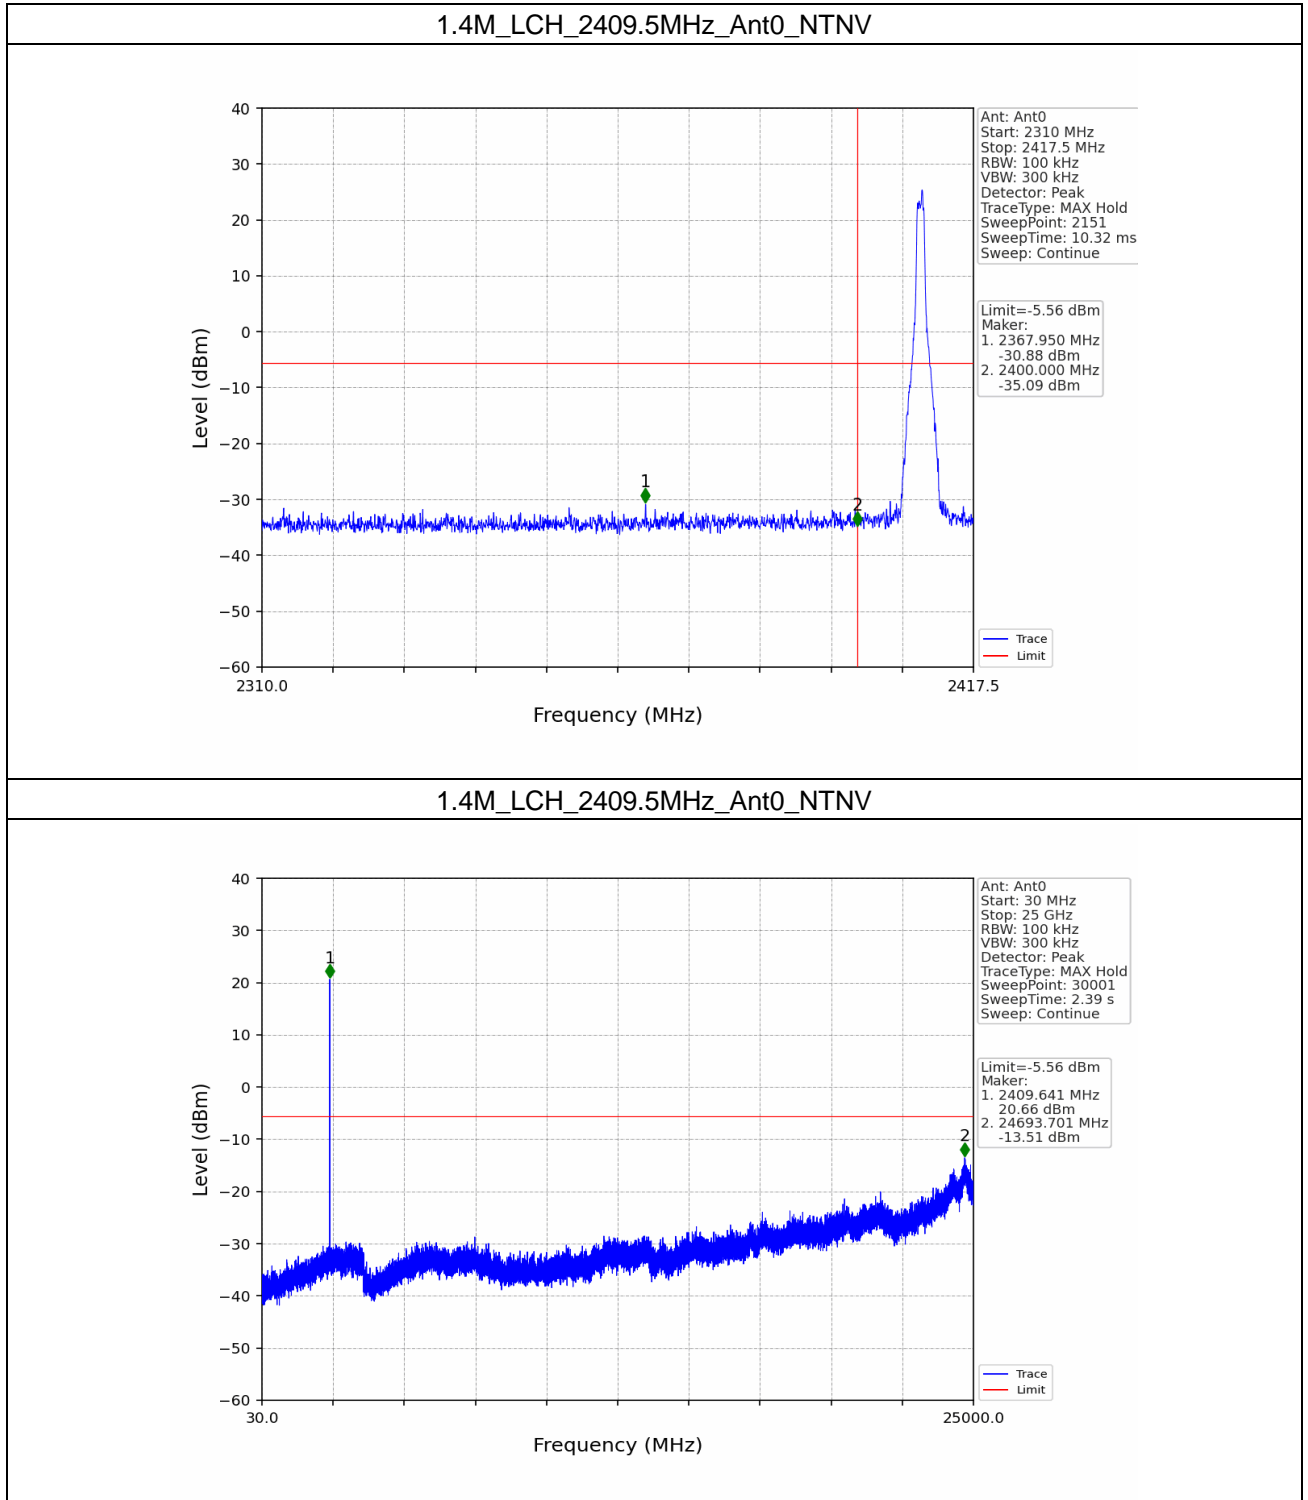 1.4M_LCH_2409.5MHz_Ant0_NTNV
40
30
20
10
0
−10
−20
−30
−40
−50
−60
Level (dBm)
1
2
2310.0
2417.5
Frequency (MHz)
Ant: Ant0
Start: 2310 MHz
Stop: 2417.5 MHz
RBW: 100 kHz
VBW: 300 kHz
Detector: Peak
TraceType: MAX Hold
SweepPoint: 2151
SweepTime: 10.32 ms
Sweep: Continue
Limit=-5.56 dBm
Maker:
1. 2367.950 MHz
-30.88 dBm
2. 2400.000 MHz
-35.09 dBm
Trace
Limit
1.4M_LCH_2409.5MHz_Ant0_NTNV
40
30
20
10
0
−10
−20
−30
−40
−50
−60
Level (dBm)
1
2
30.0
25000.0
Frequency (MHz)
Ant: Ant0
Start: 30 MHz
Stop: 25 GHz
RBW: 100 kHz
VBW: 300 kHz
Detector: Peak
TraceType: MAX Hold
SweepPoint: 30001
SweepTime: 2.39 s
Sweep: Continue
Limit=-5.56 dBm
Maker:
1. 2409.641 MHz
20.66 dBm
2. 24693.701 MHz
-13.51 dBm
Trace
Limit